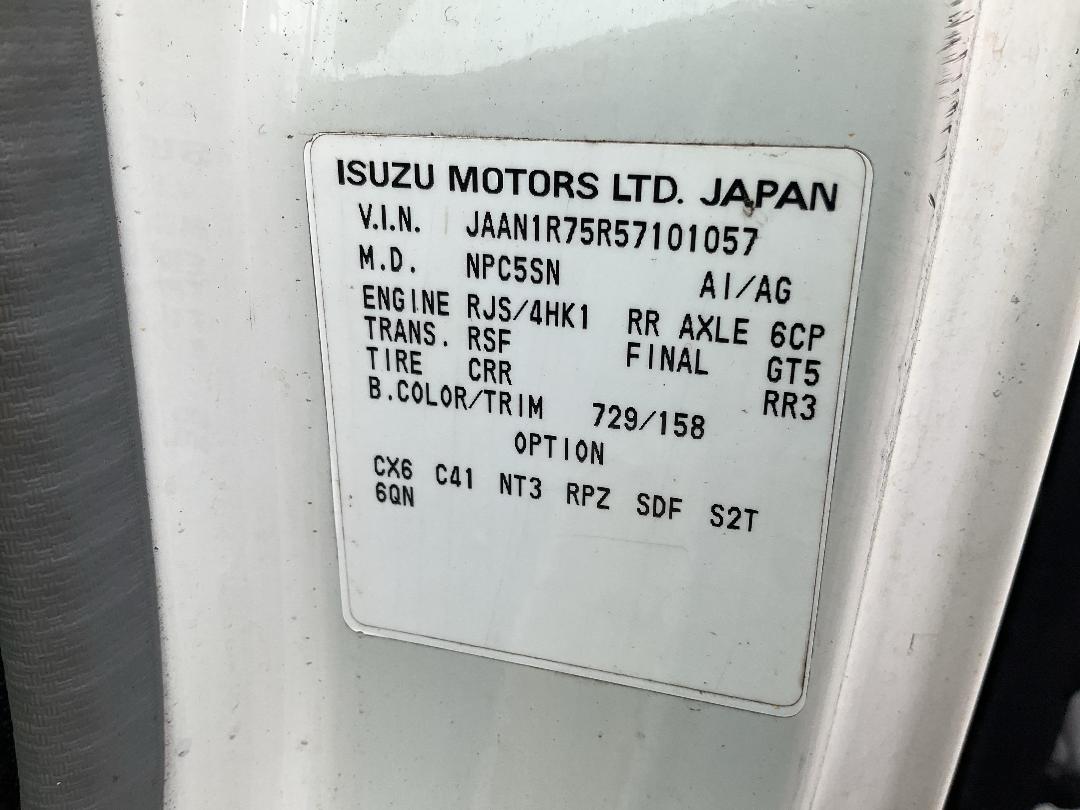 ISUZU MOTORS LTD. JAPAN
V.I.N. JAAN1R75R57101057
M.D. NPC5SN AI/AG
ENGINE RJS/4HK1 RR AXLE 6CP
TRANS. RSF FINAL GT5
TIRE CRR RR3
B.COLOR/TRIM 729/158
OPTION
CX6 C41 NT3 RPZ SDF S2T
6QN